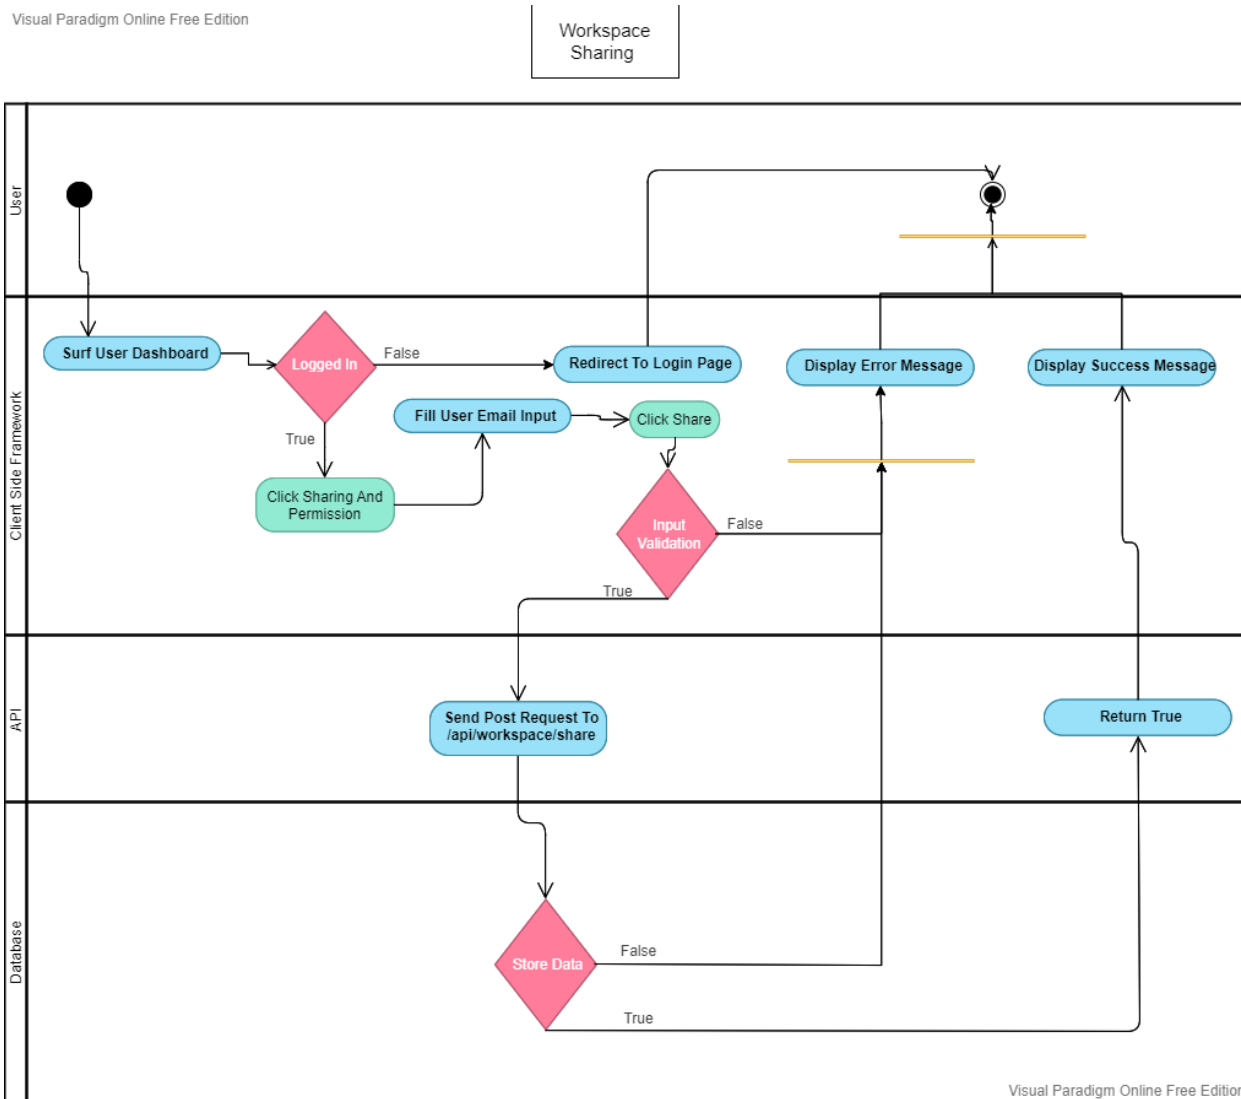 Visual Paradigm Online Free Edition
Workspace
Sharing
User
Client Side Framework
Surf User Dashboard
Logged In
False
Redirect To Login Page
Display Error Message
Display Success Message
True
Fill User Email Input
Click Share
Click Sharing And
Permission
Input
Validation
False
True
API
Send Post Request To
/api/workspace/share
Return True
Database
Store Data
False
True
Visual Paradigm Online Free Edition